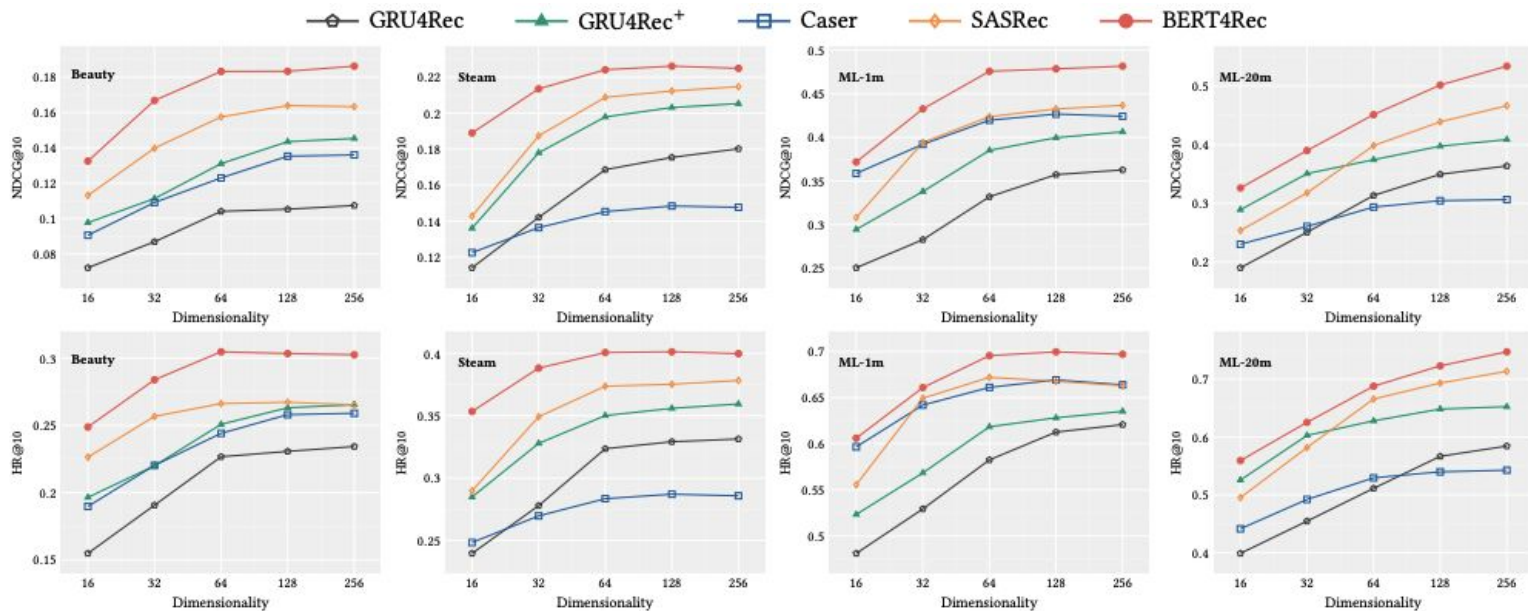 GRU4Rec GRU4Rec+ Caser SASRec BERT4Rec
Beauty
NDCG@10
0.18
0.16
0.14
0.12
0.1
0.08
16 32 64 128 256
Dimensionality
Steam
NDCG@10
0.22
0.2
0.18
0.16
0.14
0.12
16 32 64 128 256
Dimensionality
ML-1m
NDCG@10
0.5
0.45
0.4
0.35
0.3
0.25
16 32 64 128 256
Dimensionality
ML-20m
NDCG@10
0.5
0.4
0.3
0.2
16 32 64 128 256
Dimensionality
Beauty
HR@10
0.3
0.25
0.2
0.15
16 32 64 128 256
Dimensionality
Steam
HR@10
0.4
0.35
0.3
0.25
16 32 64 128 256
Dimensionality
ML-1m
HR@10
0.7
0.65
0.6
0.55
0.5
16 32 64 128 256
Dimensionality
ML-20m
HR@10
0.7
0.6
0.5
0.4
16 32 64 128 256
Dimensionality